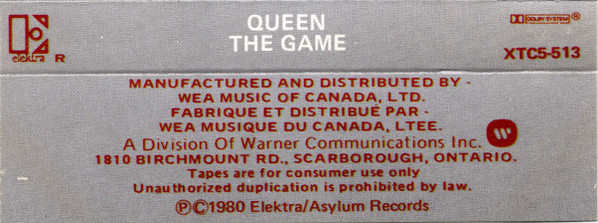 QUEEN
THE GAME
elektra R
DOLBY SYSTEM ®
XTC5-513
MANUFACTURED AND DISTRIBUTED BY -
WEA MUSIC OF CANADA, LTD.
FABRIQUE ET DISTRIBUÉ PAR -
WEA MUSIQUE DU CANADA, LTEE.
A Division Of Warner Communications Inc.
1810 BIRCHMOUNT RD., SCARBOROUGH, ONTARIO.
Tapes are for consumer use only
Unauthorized duplication is prohibited by law.
ⓅⒸ1980 Elektra/Asylum Records